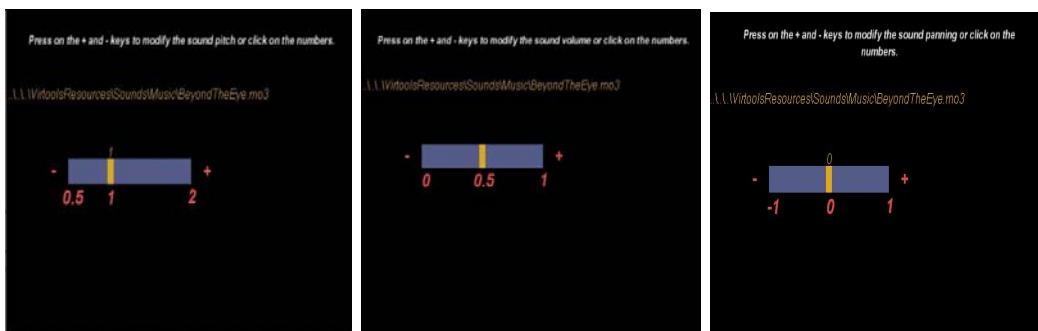 Press on the + and - keys to modify the sound pitch or click on the numbers.
..\..\..\VirtoolsResources\Sounds\Music\BeyondTheEye.mp3
1
- +
0.5 1 2
Press on the + and - keys to modify the sound volume or click on the numbers.
..\..\..\VirtoolsResources\Sounds\Music\BeyondTheEye.mp3
- +
0 0.5 1
Press on the + and - keys to modify the sound panning or click on the
numbers.
..\..\..\VirtoolsResources\Sounds\Music\BeyondTheEye.mp3
0
- +
-1 0 1